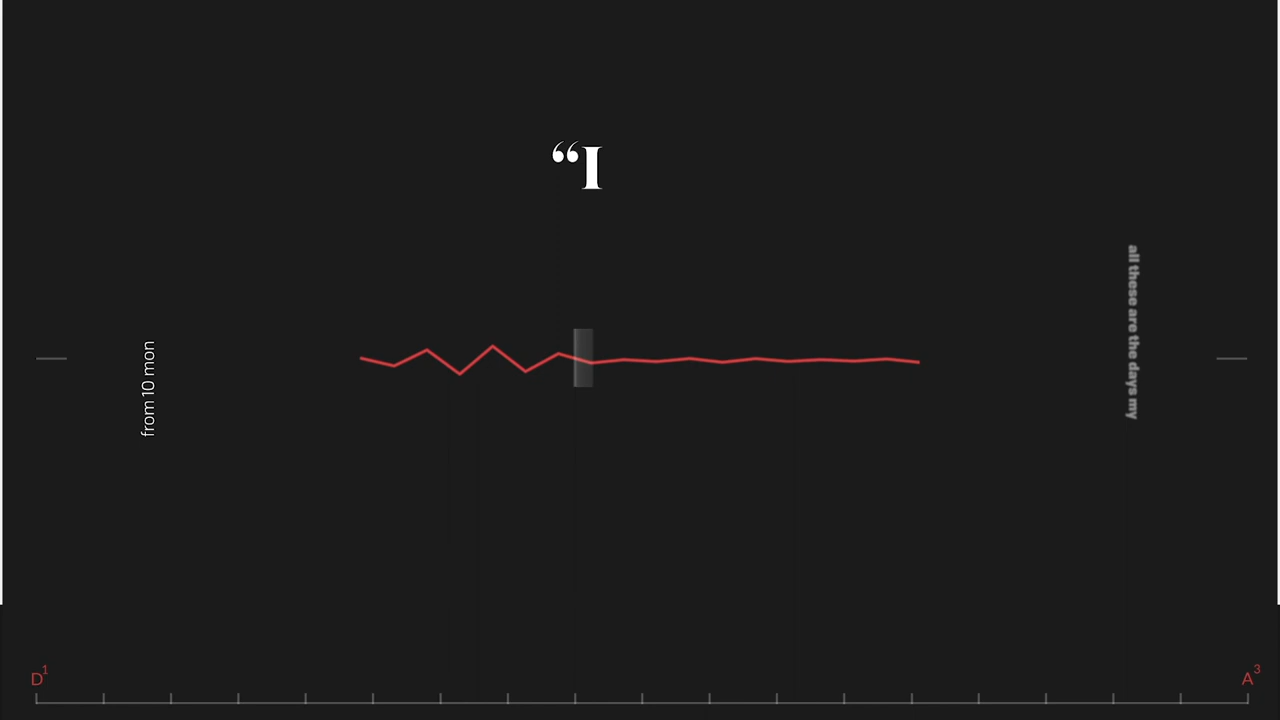 “I
from 10 mon
all these are the days my
D1
A3